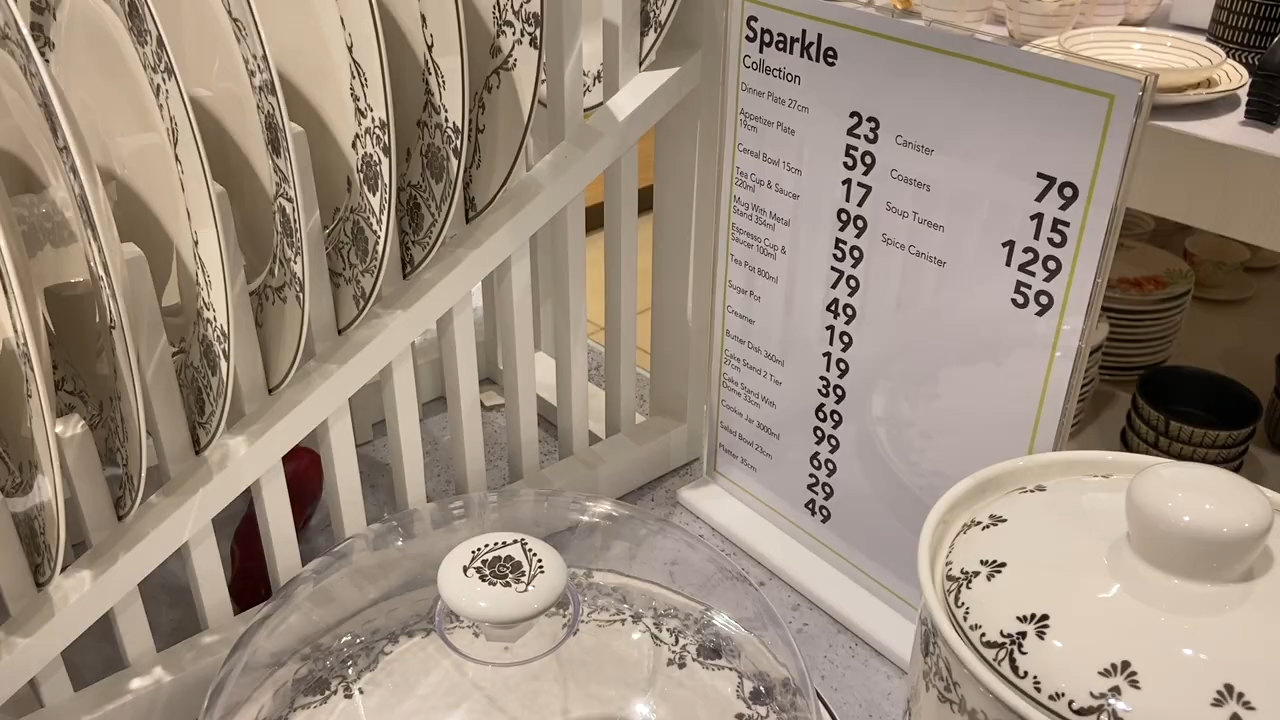 Sparkle
Collection
Dinner Plate 27cm
23
Appetizer Plate
19cm
59
Cereal Bowl 15cm
17
Tea Cup & Saucer
220ml
99
Mug With Metal
Stand 354ml
59
Espresso Cup &
Saucer 100ml
79
Tea Pot 800ml
49
Sugar Pot
19
Creamer
19
Butter Dish 360ml
39
Cake Stand 2 Tier
27cm
69
Cake Stand With
Dome 33cm
99
Cookie Jar 3000ml
69
Salad Bowl 23cm
29
Platter 35cm
49
Canister
79
Coasters
15
Soup Tureen
129
Spice Canister
59